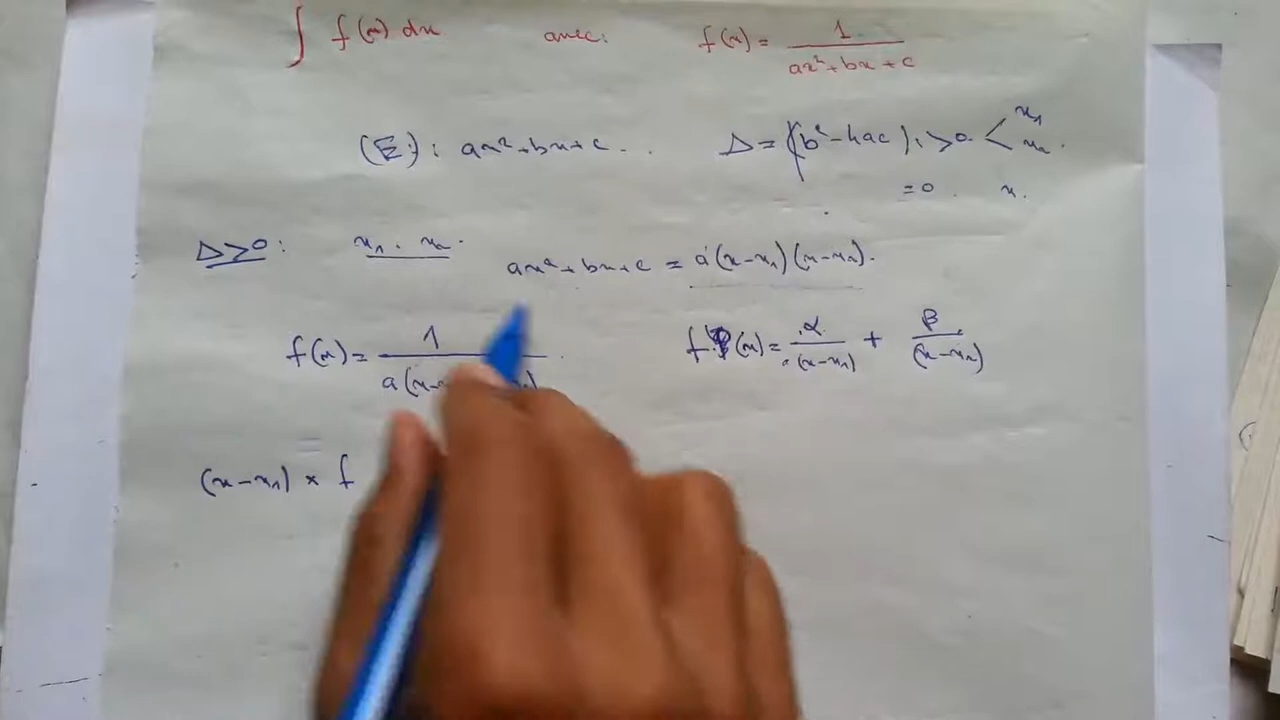 ∫ f(x) dx avec: f(x) = 1 / (ax²+bx+c)
(E): ax²+bx+c . . Δ = (b²-4ac); >0 < x₁ x₂ .
=0 . x.
Δ>0 : x₁ . x₂ .
ax²+bx+c = a(x-x₁)(x-x₂).
f(x) = 1 / a(x- f(x) = α / (x-x₁) + β / (x-x₂)
(x-x₁) × f